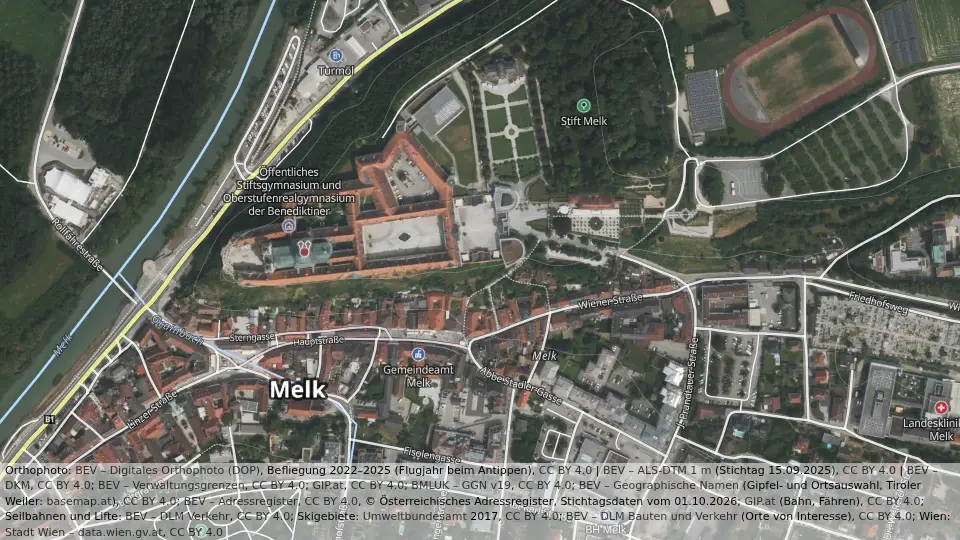 Turmöl
Stift Melk
Öffentliches
Stiftsgymnasium und
Oberstufenrealgymnasium
der Benediktiner
Rollfährestraße
Melk
Wiener Straße
Friedhofsweg
Sterngasse
Hauptstraße
Gemeindeamt
Melk
Melk
Abbe-Stadler-Gasse
J. Prandtauer-Straße
Melk
Linzer Straße
B1
Landesklinik
Melk
Fisolengasse
Orthophoto: BEV – Digitales Orthophoto (DOP), Befliegung 2022–2025 (Flugjahr beim Antippen), CC BY 4.0 | BEV – ALS-DTM 1 m (Stichtag 15.09.2025), CC BY 4.0 | BEV –
DKM, CC BY 4.0; BEV – Verwaltungsgrenzen, CC BY 4.0; GIP.at, CC BY 4.0; BMLUK – GGN v19, CC BY 4.0; BEV – Geographische Namen (Gipfel- und Ortsauswahl, Tiroler
Weiler: basemap.at), CC BY 4.0; BEV – Adressregister, CC BY 4.0, © Österreichisches Adressregister, Stichtagsdaten vom 01.10.2026; GIP.at (Bahn, Fähren), CC BY 4.0;
Seilbahnen und Lifte: BEV – DLM Verkehr, CC BY 4.0; Skigebiete: Umweltbundesamt 2017, CC BY 4.0; BEV – DLM Bauten und Verkehr (Orte von Interesse), CC BY 4.0; Wien:
Stadt Wien – data.wien.gv.at, CC BY 4.0
BH Melk